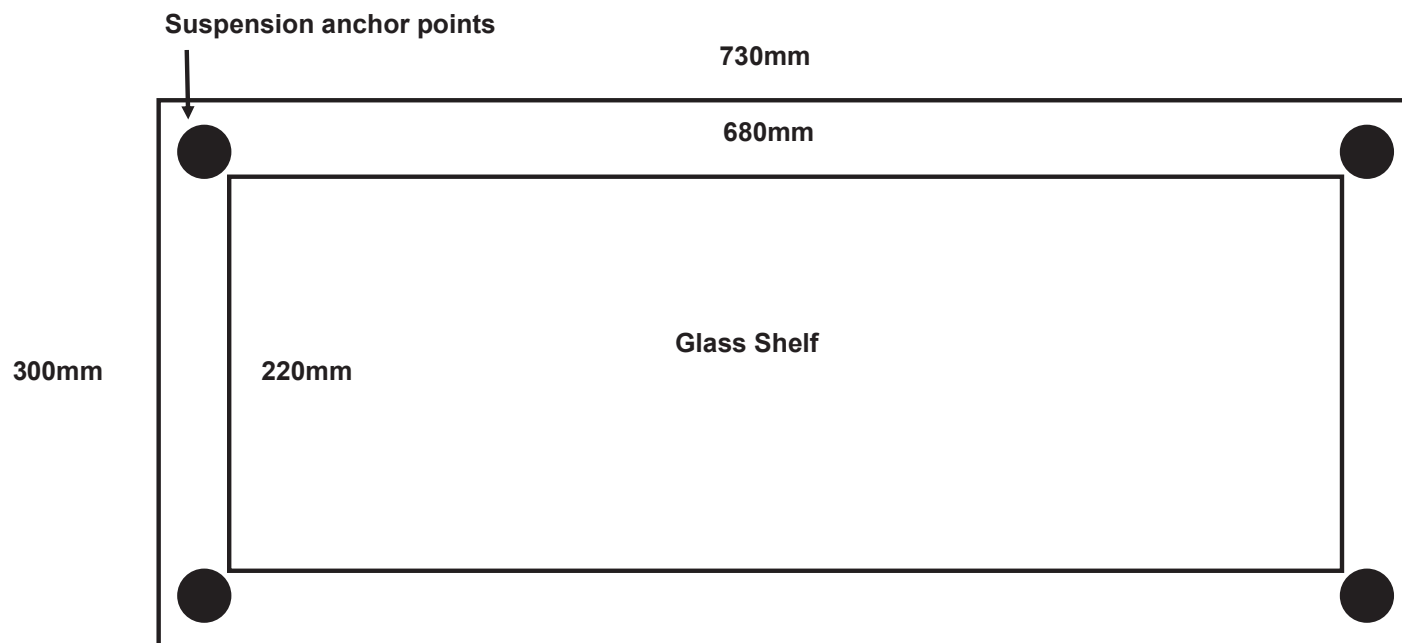 Suspension anchor points
730mm
680mm
Glass Shelf
300mm
220mm